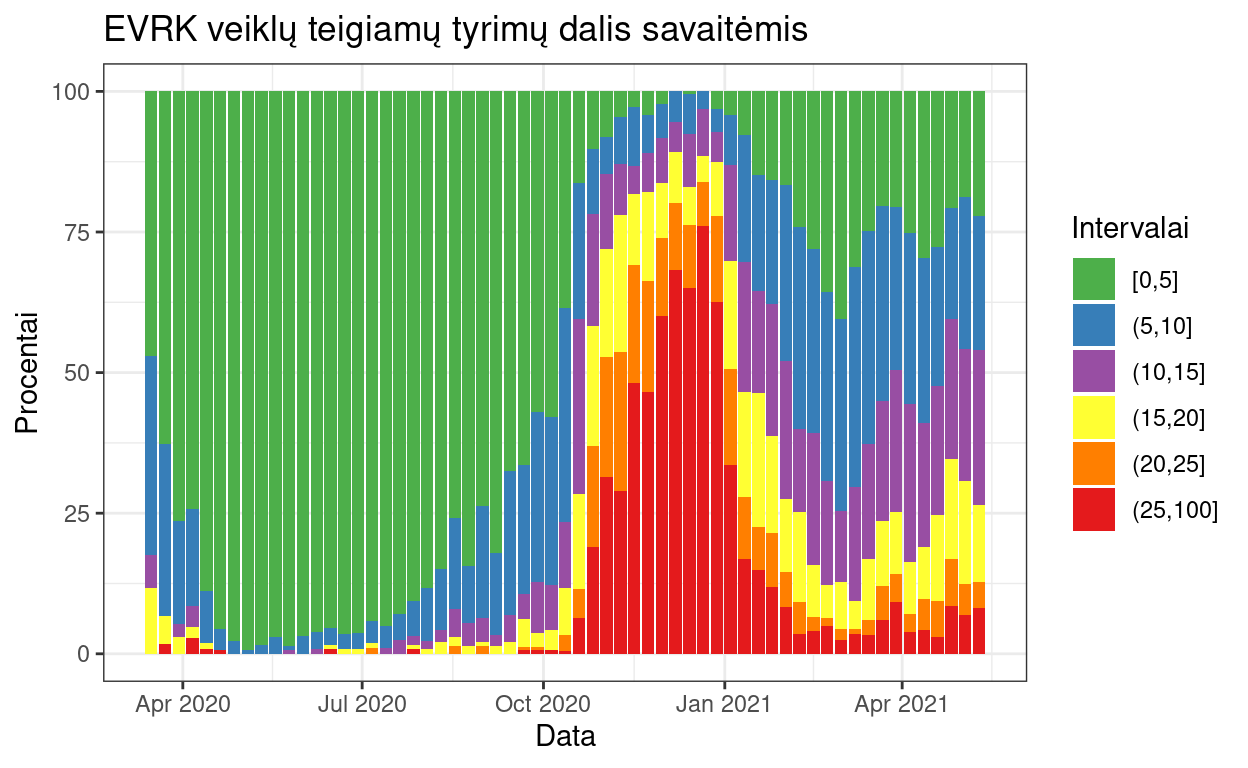 EVRK veiklų teigiamų tyrimų dalis savaitėmis
Procentai
100
75
50
25
0
Apr 2020
Jul 2020
Oct 2020
Jan 2021
Apr 2021
Data
Intervalai
[0,5]
(5,10]
(10,15]
(15,20]
(20,25]
(25,100]